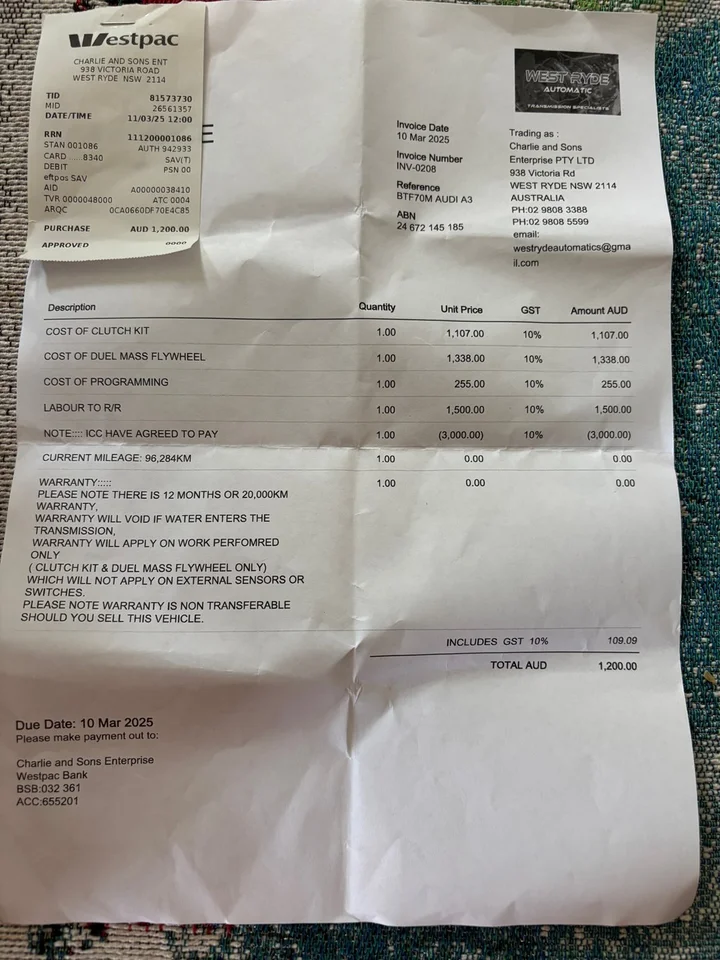 Westpac
CHARLIE AND SONS ENT
938 VICTORIA ROAD
WEST RYDE NSW 2114
TID 81573730
MID 26561357
DATE/TIME 11/03/25 12:00
RRN 111200001086
STAN 001086 AUTH 942933
CARD .....8340 SAV(T)
DEBIT PSN 00
eftpos SAV
AID A00000038410
TVR 0000048000 ATC 0004
ARQC 0CA0660DF70E4C85
PURCHASE AUD 1,200.00
APPROVED
E
Invoice Date
10 Mar 2025
Invoice Number
INV-0208
Reference
BTF70M AUDI A3
ABN
24 672 145 185
WEST RYDE
AUTOMATIC
TRANSMISSION SPECIALISTS
Trading as :
Charlie and Sons
Enterprise PTY LTD
938 Victoria Rd
WEST RYDE NSW 2114
AUSTRALIA
PH:02 9808 3388
PH:02 9808 5599
email:
westrydeautomatics@gma
il.com
Description Quantity Unit Price GST Amount AUD
COST OF CLUTCH KIT 1.00 1,107.00 10% 1,107.00
COST OF DUEL MASS FLYWHEEL 1.00 1,338.00 10% 1,338.00
COST OF PROGRAMMING 1.00 255.00 10% 255.00
LABOUR TO R/R 1.00 1,500.00 10% 1,500.00
NOTE:::: ICC HAVE AGREED TO PAY 1.00 (3,000.00) 10% (3,000.00)
CURRENT MILEAGE: 96,284KM 1.00 0.00 0.00
WARRANTY::::: 1.00 0.00 0.00
PLEASE NOTE THERE IS 12 MONTHS OR 20,000KM
WARRANTY,
WARRANTY WILL VOID IF WATER ENTERS THE
TRANSMISSION,
WARRANTY WILL APPLY ON WORK PERFOMRED
ONLY
( CLUTCH KIT & DUEL MASS FLYWHEEL ONLY)
WHICH WILL NOT APPLY ON EXTERNAL SENSORS OR
SWITCHES.
PLEASE NOTE WARRANTY IS NON TRANSFERABLE
SHOULD YOU SELL THIS VEHICLE.
INCLUDES GST 10% 109.09
TOTAL AUD 1,200.00
Due Date: 10 Mar 2025
Please make payment out to:
Charlie and Sons Enterprise
Westpac Bank
BSB:032 361
ACC:655201